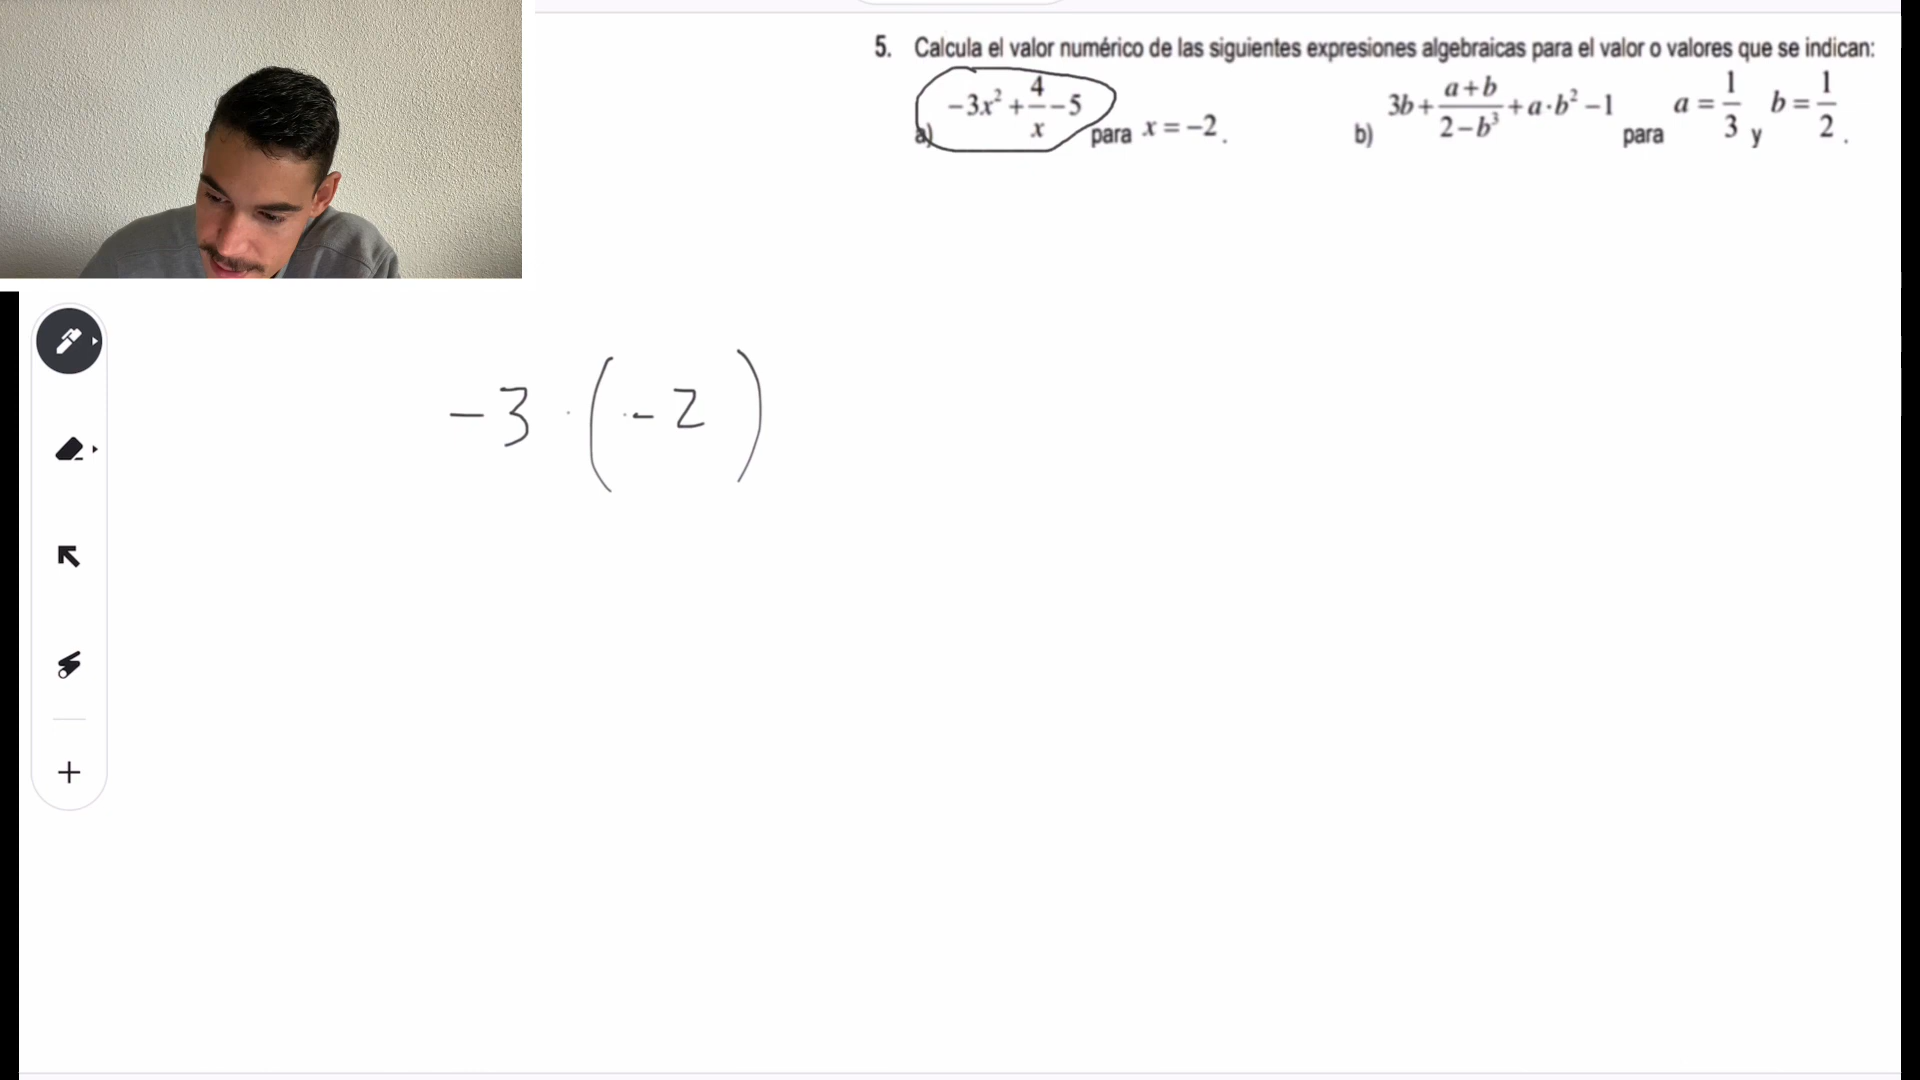 5. Calcula el valor numérico de las siguientes expresiones algebraicas para el valor o valores que se indican:
a) -3x² + 4/x - 5 para x = -2. b) 3b + (a+b)/(2-b³) + a·b² - 1 para a = 1/3 y b = 1/2.
-3 · (-2)